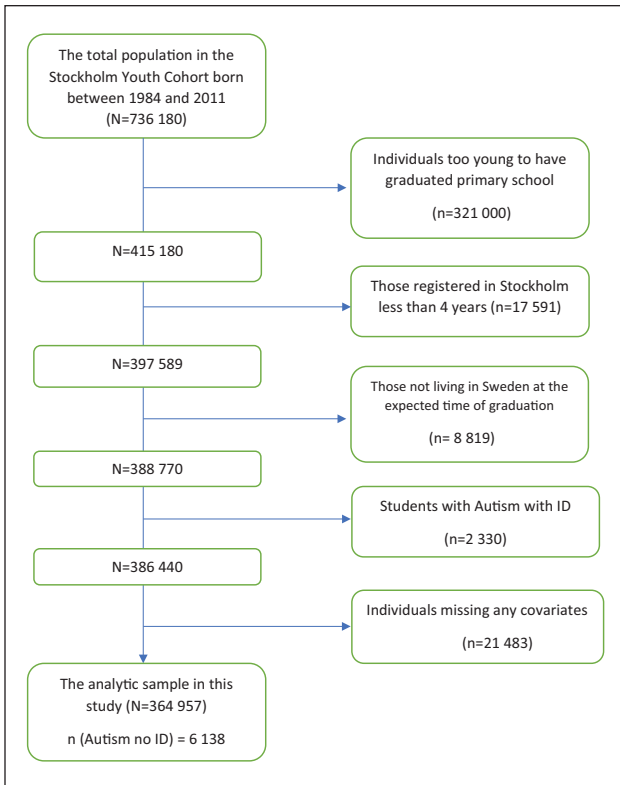 The total population in the
Stockholm Youth Cohort born
between 1984 and 2011
(N=736 180)
Individuals too young to have
graduated primary school
(n=321 000)
N=415 180
Those registered in Stockholm
less than 4 years (n=17 591)
N=397 589
Those not living in Sweden at the
expected time of graduation
(n= 8 819)
N=388 770
Students with Autism with ID
(n=2 330)
N=386 440
Individuals missing any covariates
(n=21 483)
The analytic sample in this
study (N=364 957)
n (Autism no ID) = 6 138